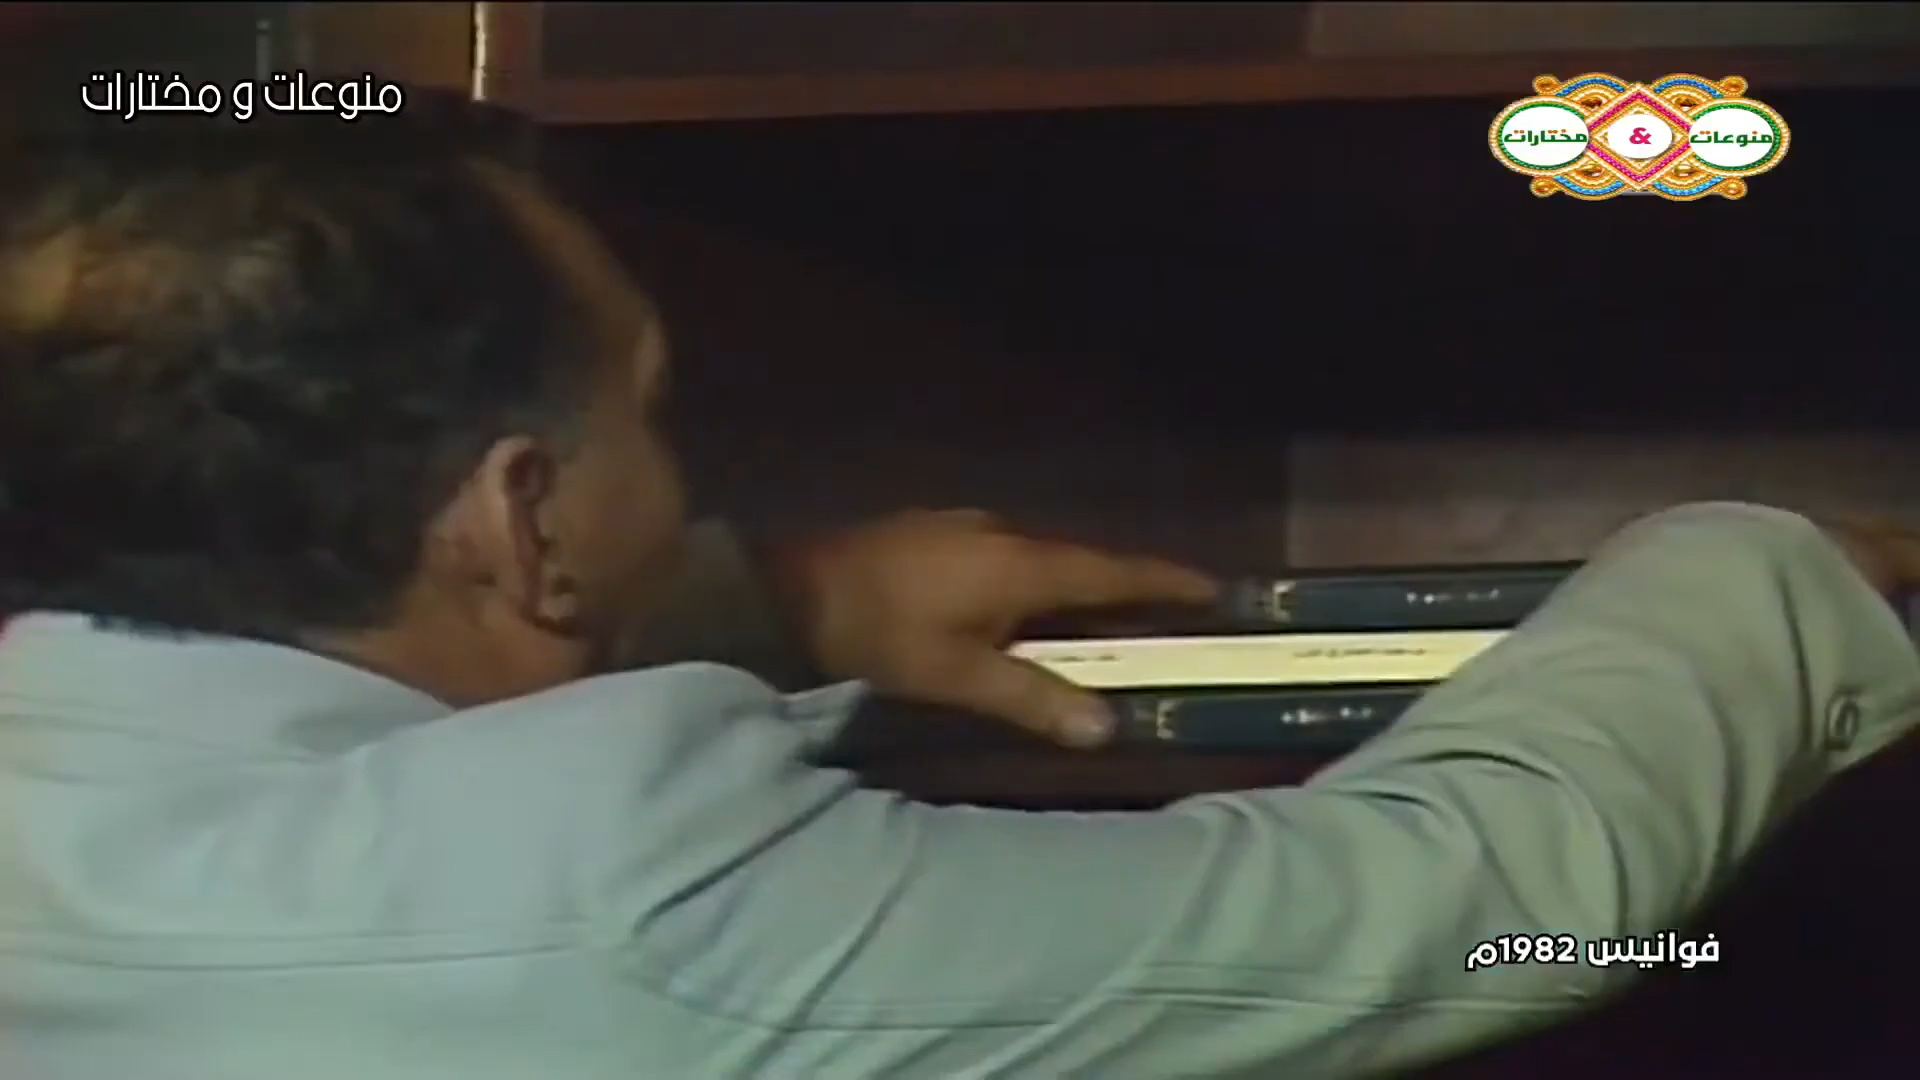 منوعات و مختارات
منوعات & مختارات
فوانيس 1982م